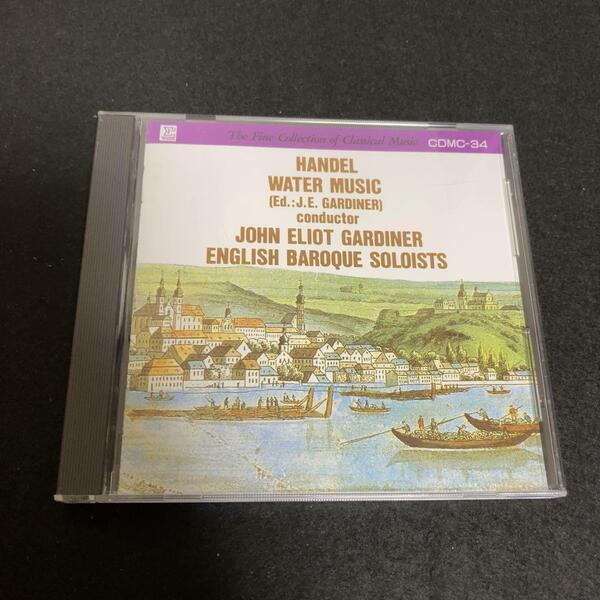 The Fine Collection of Classical Music CDMC-34
HANDEL
WATER MUSIC
(Ed.:J.E. GARDINER)
conductor
JOHN ELIOT GARDINER
ENGLISH BAROQUE SOLOISTS